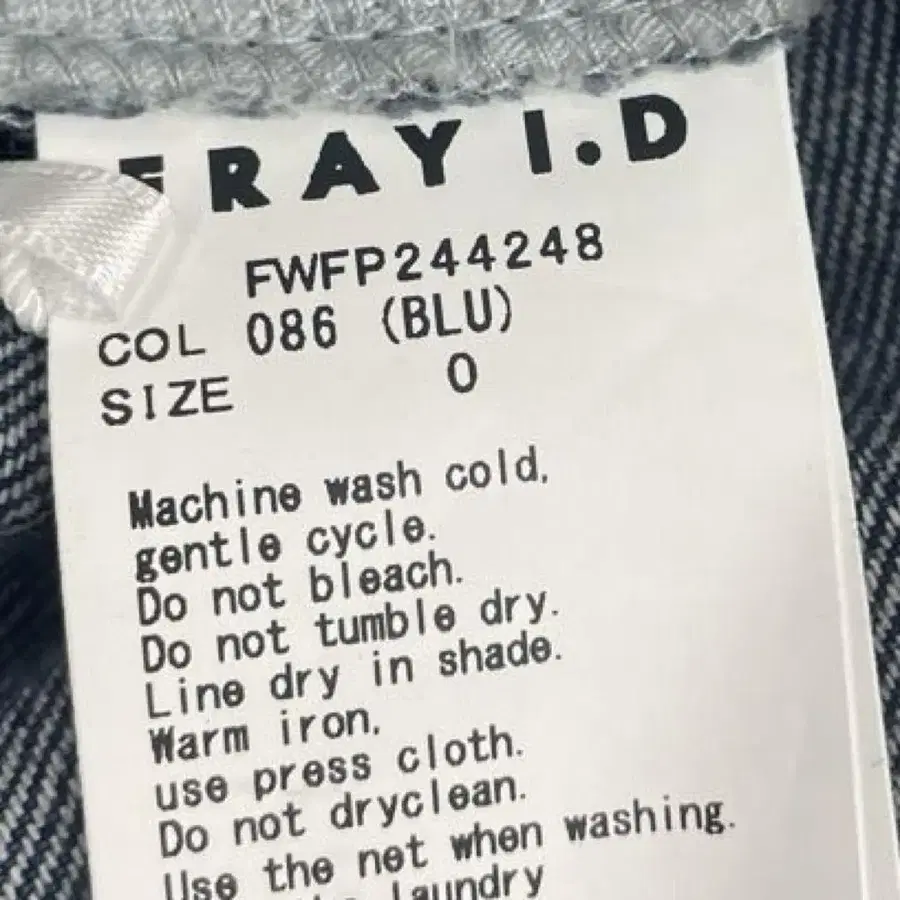 FRAY I.D
FWFP244248
COL 086 (BLU)
SIZE 0
Machine wash cold,
gentle cycle.
Do not bleach.
Do not tumble dry.
Line dry in shade.
Warm iron,
use press cloth.
Do not dryclean.
Use the net when washing.
laundry